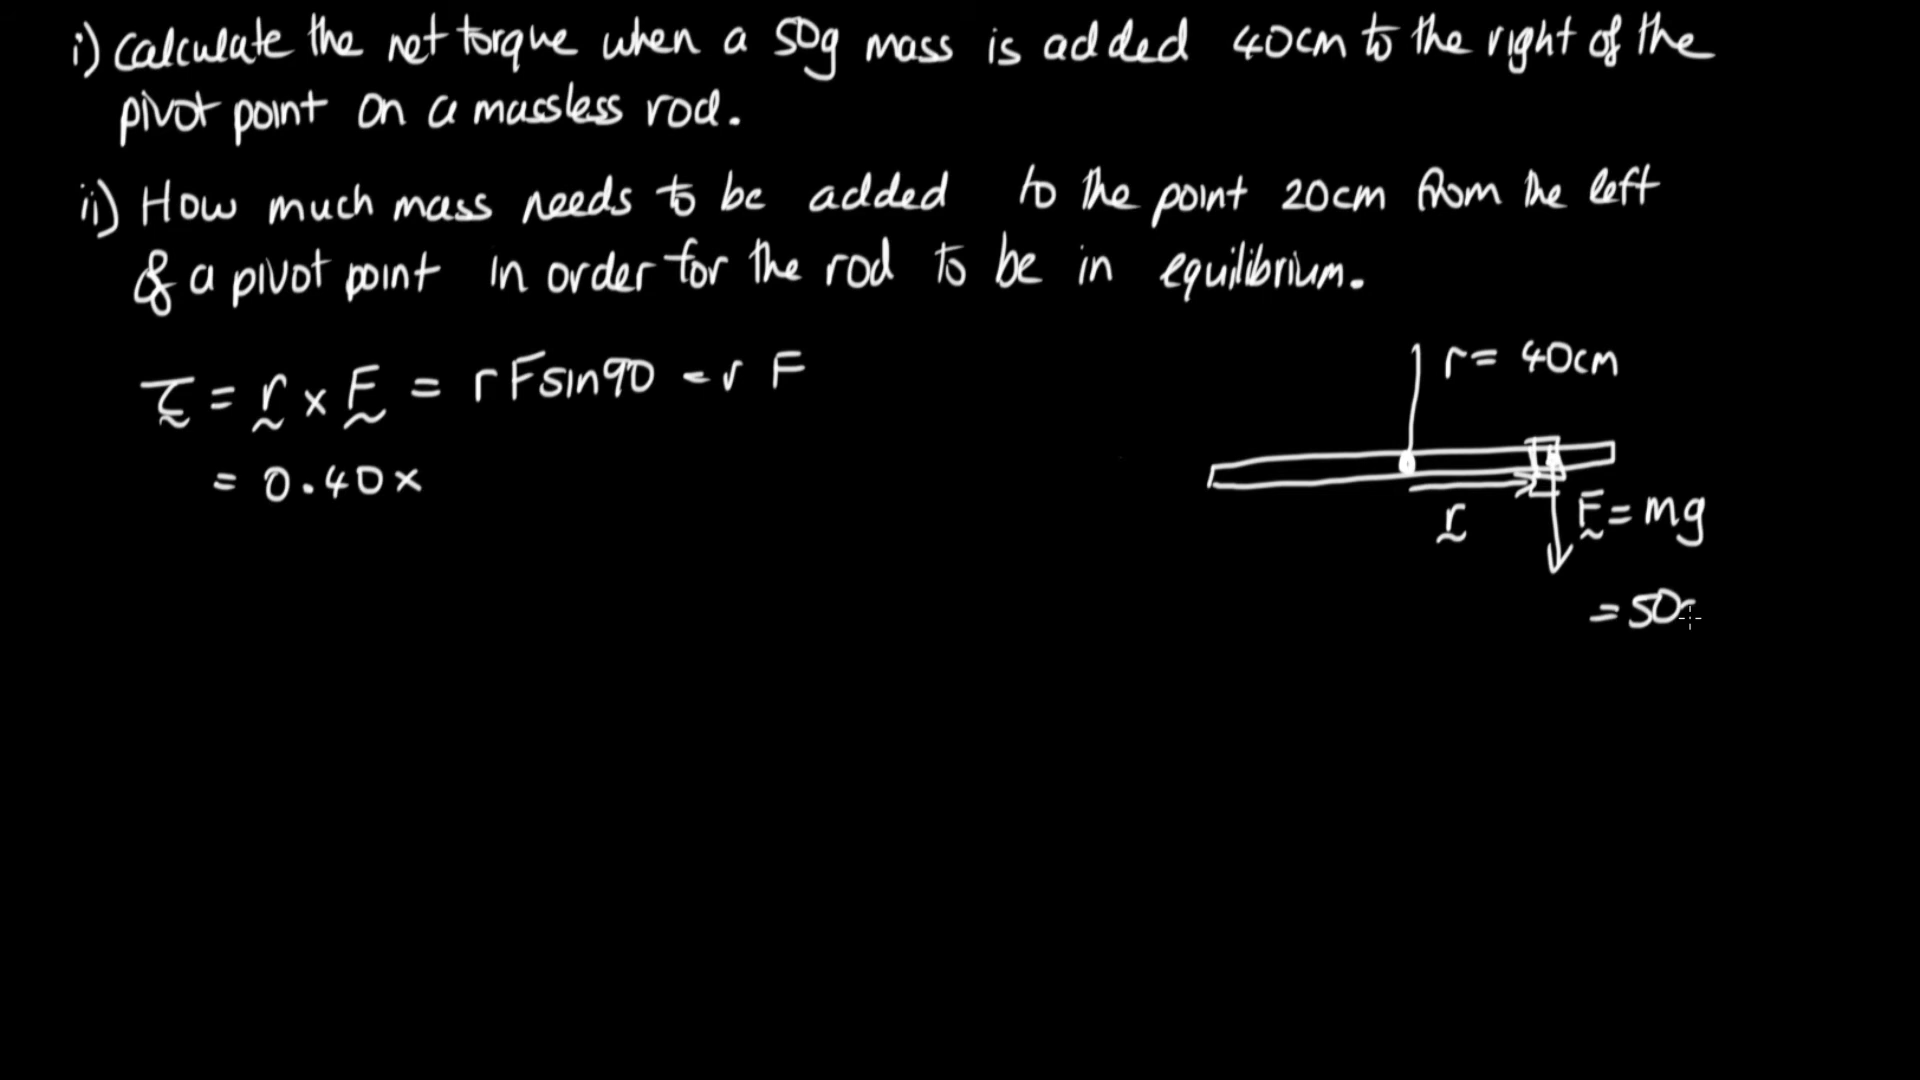 i) Calculate the net torque when a 50g mass is added 40cm to the right of the
pivot point on a massless rod.
ii) How much mass needs to be added to the point 20cm from the left
of a pivot point in order for the rod to be in equilibrium.
τ = r × F = rFsin90 = r F
= 0.40×
r = 40cm
r
F = mg
= 50